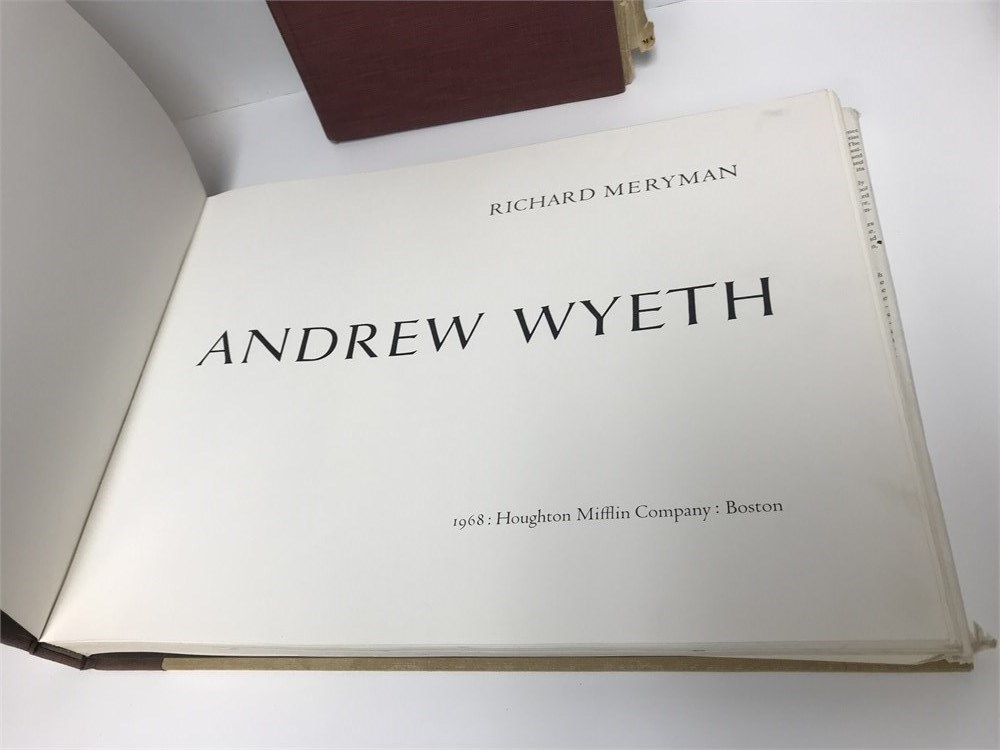 RICHARD MERYMAN
ANDREW WYETH
1968 : Houghton Mifflin Company : Boston